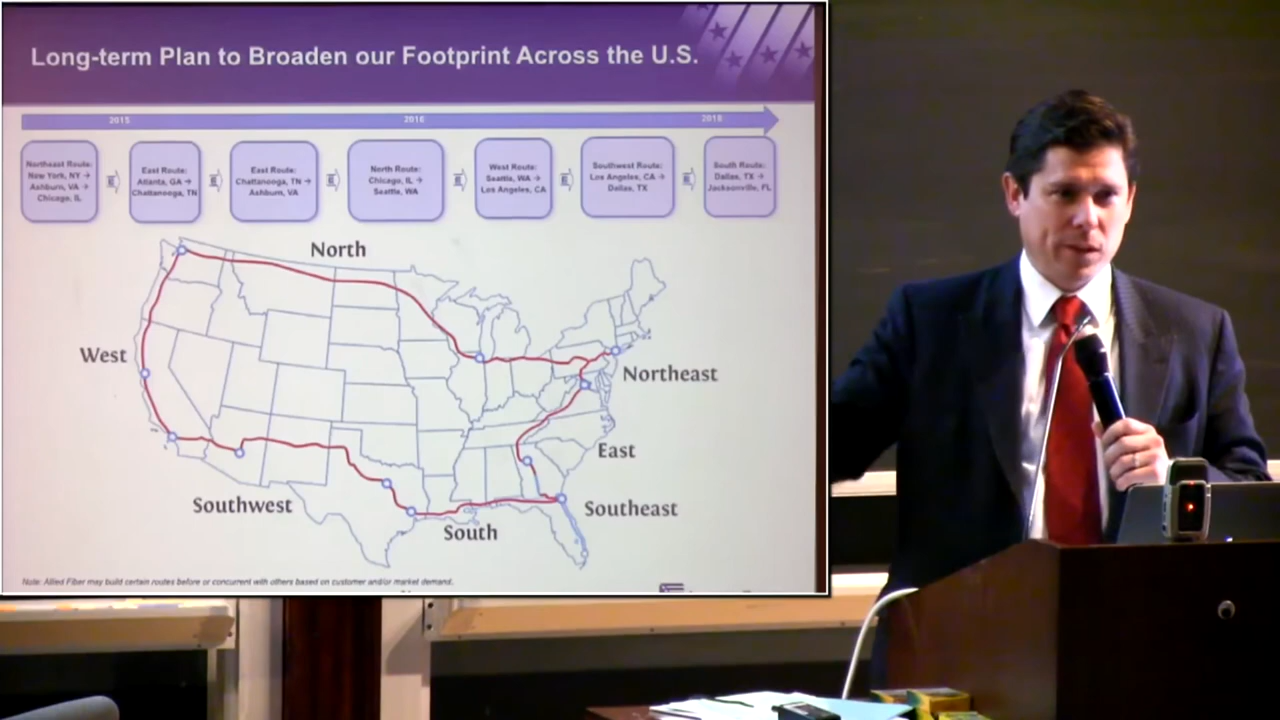 Long-term Plan to Broaden our Footprint Across the U.S.
2015
2016
2018
Northeast Route:
New York, NY →
Ashburn, VA →
Chicago, IL
East Route:
Atlanta, GA →
Chattanooga, TN
East Route:
Chattanooga, TN →
Ashburn, VA
North Route:
Chicago, IL →
Seattle, WA
West Route:
Seattle, WA →
Los Angeles, CA
Southwest Route:
Los Angeles, CA →
Dallas, TX
South Route:
Dallas, TX →
Jacksonville, FL
North
West
Northeast
East
Southwest
Southeast
South
Note: Allied Fiber may build certain routes before or concurrent with others based on customer and/or market demand.